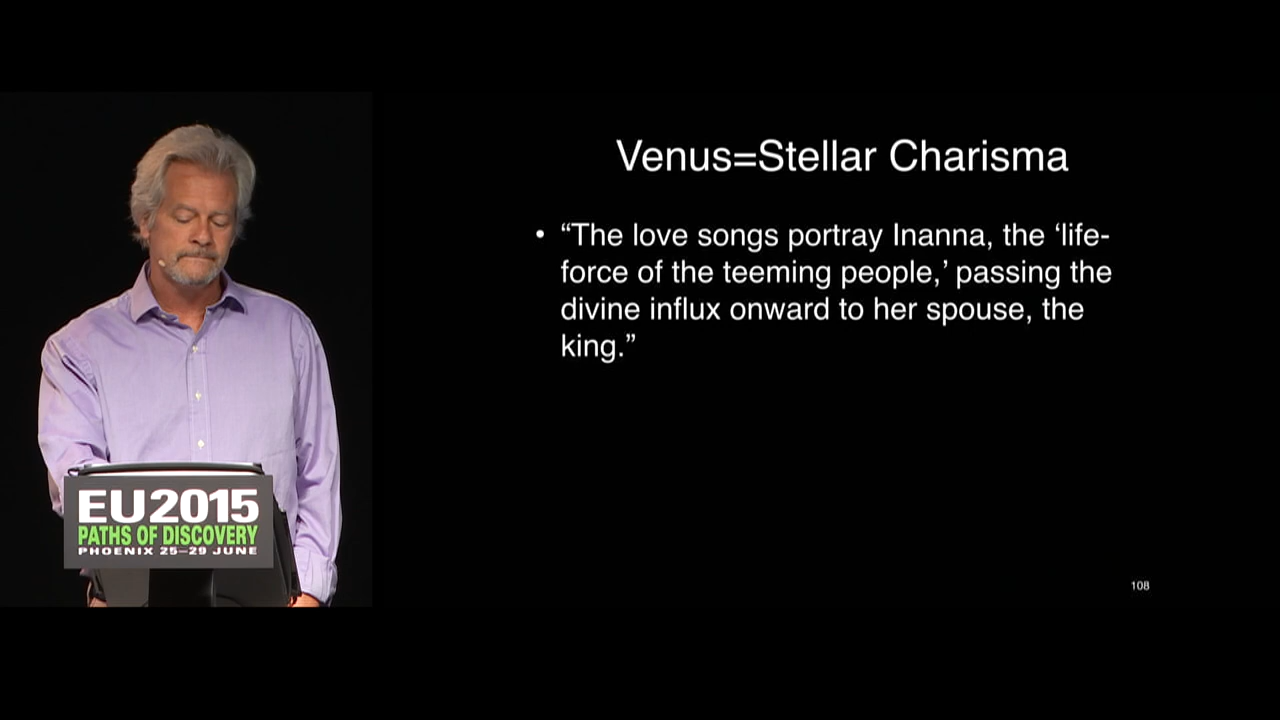 Venus=Stellar Charisma
• “The love songs portray Inanna, the ‘life-
force of the teeming people,’ passing the
divine influx onward to her spouse, the
king.”
EU2015
PATHS OF DISCOVERY
PHOENIX 25–29 JUNE
108